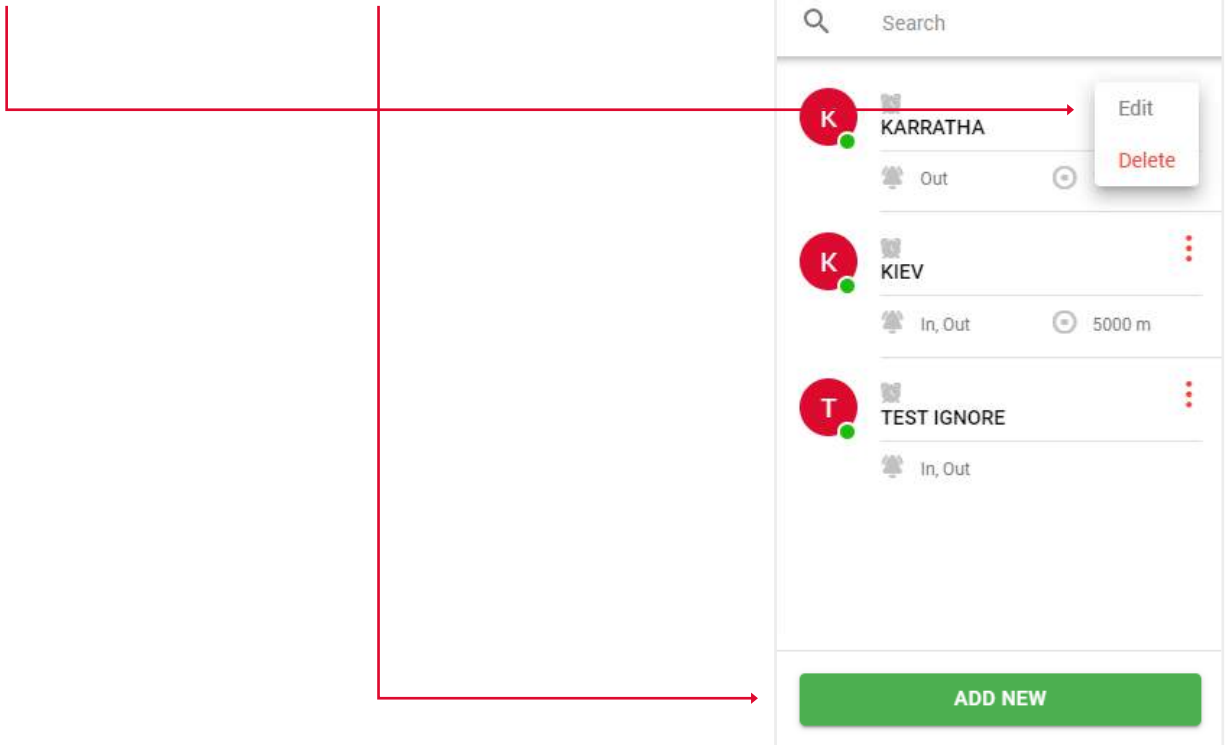 Search
K
KARRATHA
Edit
Delete
Out
K
KIEV
In, Out
5000 m
T
TEST IGNORE
In, Out
ADD NEW